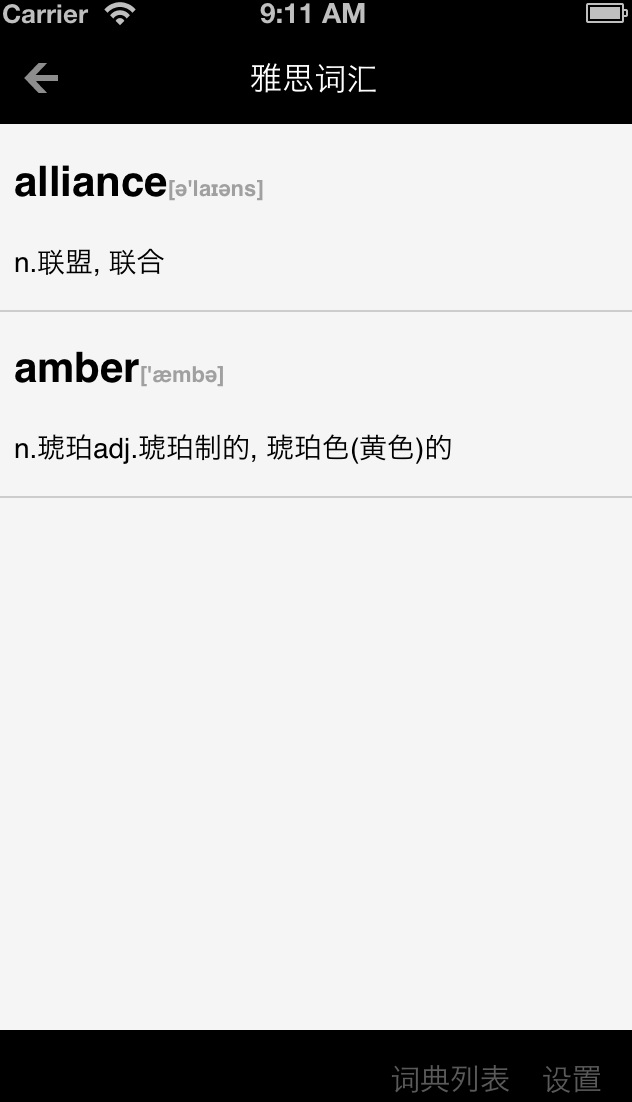 Carrier 9:11 AM
雅思词汇
alliance[ə'laɪəns]
n.联盟, 联合
amber['æmbə]
n.琥珀adj.琥珀制的, 琥珀色(黄色)的
词典列表 设置